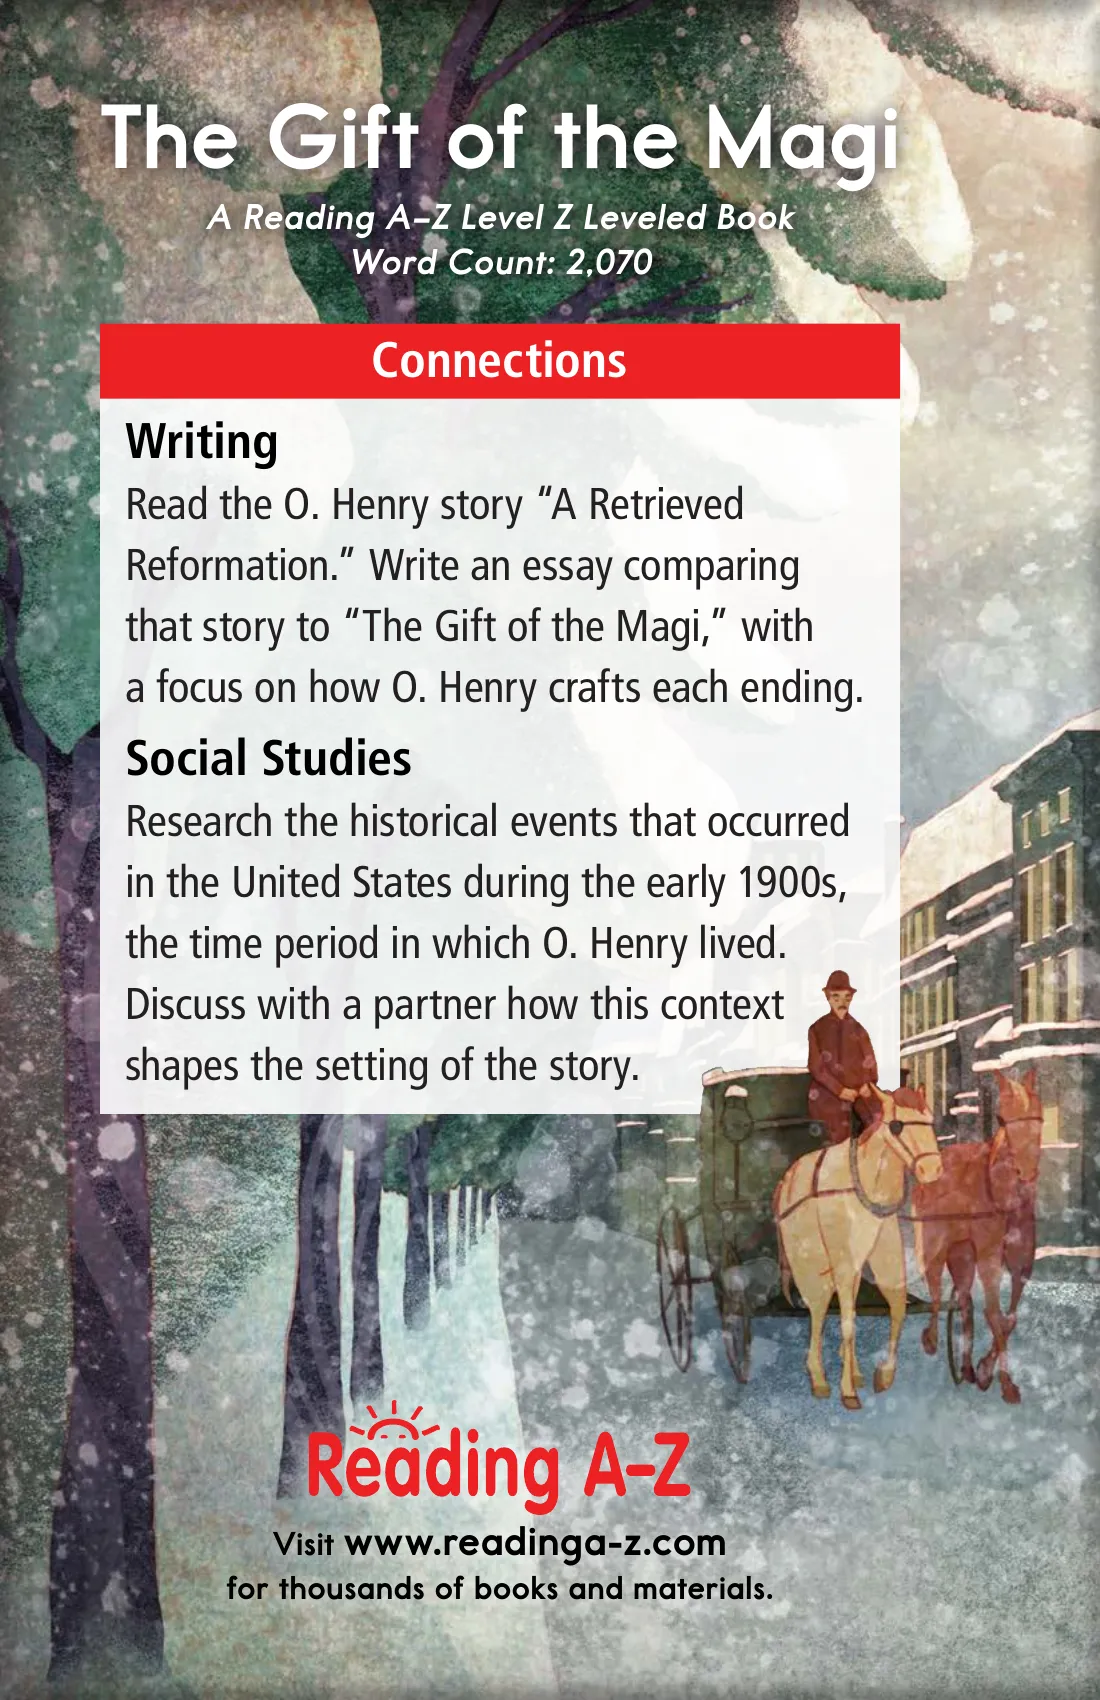 The Gift of the Magi
A Reading A–Z Level Z Leveled Book
Word Count: 2,070
Connections
Writing
Read the O. Henry story “A Retrieved
Reformation.” Write an essay comparing
that story to “The Gift of the Magi,” with
a focus on how O. Henry crafts each ending.
Social Studies
Research the historical events that occurred
in the United States during the early 1900s,
the time period in which O. Henry lived.
Discuss with a partner how this context
shapes the setting of the story.
Reading A–Z
Visit www.readinga-z.com
for thousands of books and materials.